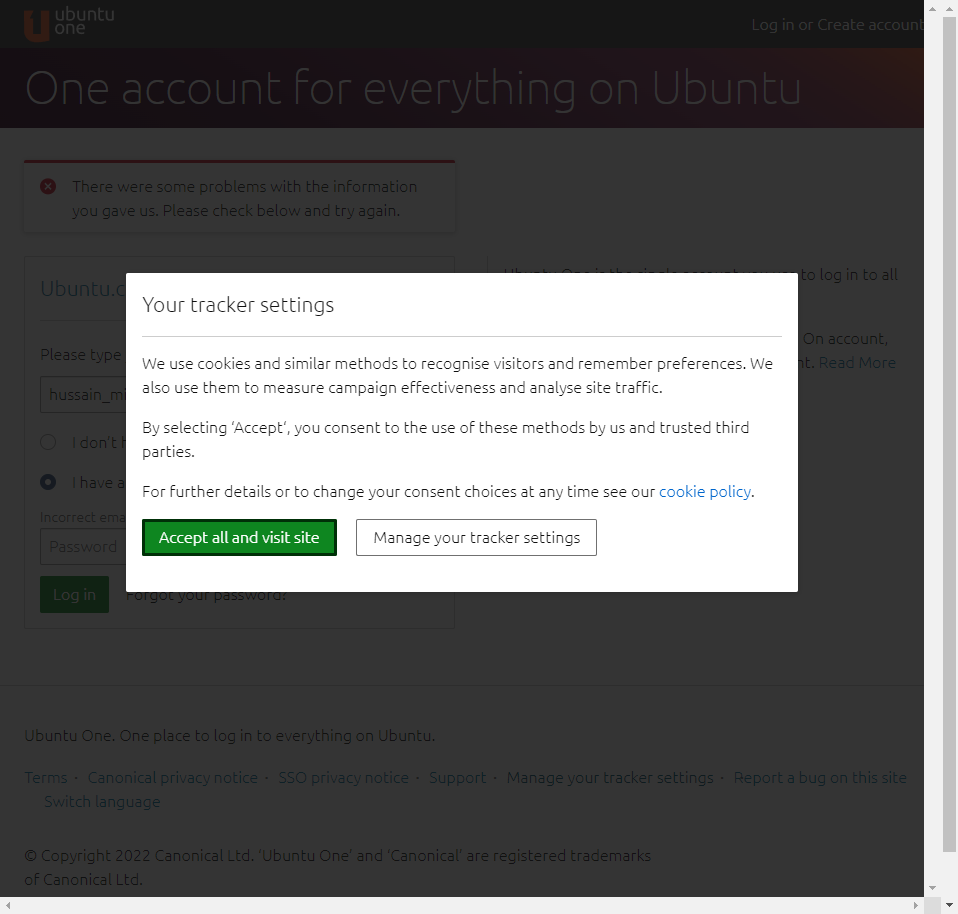 ubuntu
one
Log in or Create account
One account for everything on Ubuntu
There were some problems with the information
you gave us. Please check below and try again.
Ubuntu One is the single account you use to log in to all
Ubuntu.c
Your tracker settings
On account,
Please type
We use cookies and similar methods to recognise visitors and remember preferences. We
Read More
also use them to measure campaign effectiveness and analyse site traffic.
hussain_mi
By selecting ‘Accept‘, you consent to the use of these methods by us and trusted third
parties.
I don't h
I have a
For further details or to change your consent choices at any time see our cookie policy.
Incorrect ema
Accept all and visit site
Manage your tracker settings
Password
Log in
Forgot your password?
Ubuntu One. One place to log in to everything on Ubuntu.
Terms · Canonical privacy notice · SSO privacy notice · Support · Manage your tracker settings · Report a bug on this site
Switch language
© Copyright 2022 Canonical Ltd. ‘Ubuntu One’ and ‘Canonical’ are registered trademarks
of Canonical Ltd.